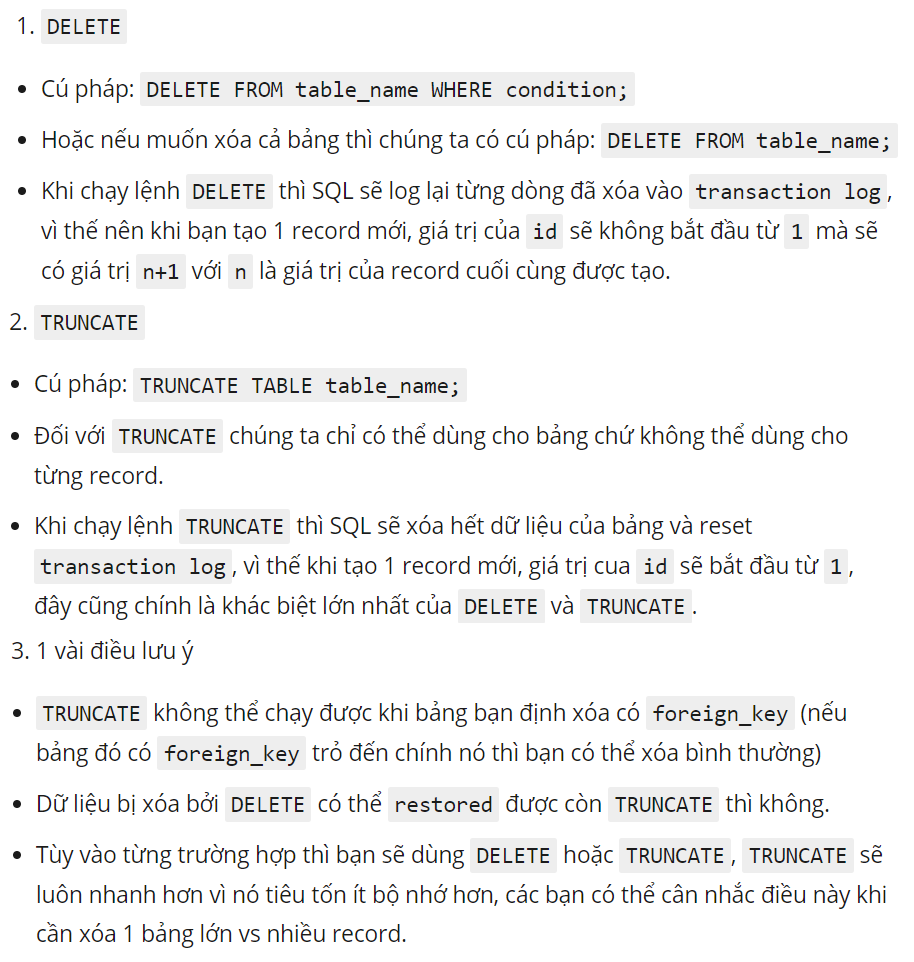 1. DELETE
• Cú pháp: DELETE FROM table_name WHERE condition;
• Hoặc nếu muốn xóa cả bảng thì chúng ta có cú pháp: DELETE FROM table_name;
• Khi chạy lệnh DELETE thì SQL sẽ log lại từng dòng đã xóa vào transaction log,
vì thế nên khi bạn tạo 1 record mới, giá trị của id sẽ không bắt đầu từ 1 mà sẽ
có giá trị n+1 với n là giá trị của record cuối cùng được tạo.
2. TRUNCATE
• Cú pháp: TRUNCATE TABLE table_name;
• Đối với TRUNCATE chúng ta chỉ có thể dùng cho bảng chứ không thể dùng cho
từng record.
• Khi chạy lệnh TRUNCATE thì SQL sẽ xóa hết dữ liệu của bảng và reset
transaction log, vì thế khi tạo 1 record mới, giá trị cua id sẽ bắt đầu từ 1,
đây cũng chính là khác biệt lớn nhất của DELETE và TRUNCATE.
3. 1 vài điều lưu ý
• TRUNCATE không thể chạy được khi bảng bạn định xóa có foreign_key (nếu
bảng đó có foreign_key trỏ đến chính nó thì bạn có thể xóa bình thường)
• Dữ liệu bị xóa bởi DELETE có thể restored được còn TRUNCATE thì không.
• Tùy vào từng trường hợp thì bạn sẽ dùng DELETE hoặc TRUNCATE, TRUNCATE sẽ
luôn nhanh hơn vì nó tiêu tốn ít bộ nhớ hơn, các bạn có thể cân nhắc điều này khi
cần xóa 1 bảng lớn vs nhiều record.